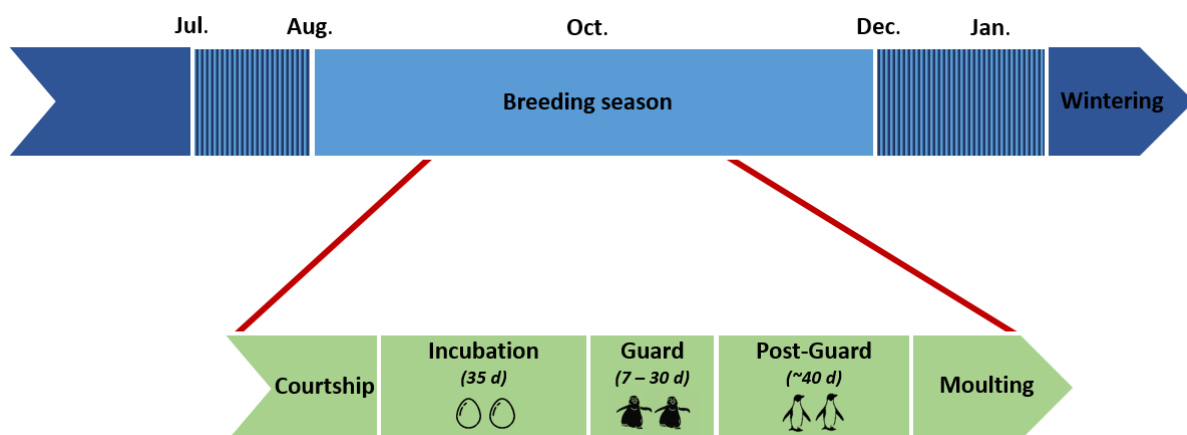 Jul.
Aug.
Oct.
Dec.
Jan.
Breeding season
Wintering
Courtship
Incubation
(35 d)
Guard
(7 – 30 d)
Post-Guard
(~40 d)
Moulting